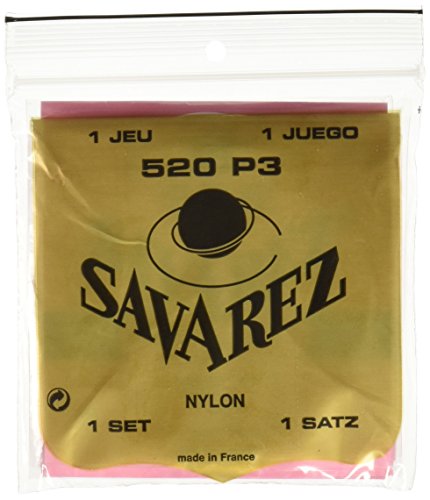 1 JEU 1 JUEGO
520 P3
SAVAREZ
NYLON
1 SET 1 SATZ
made in France